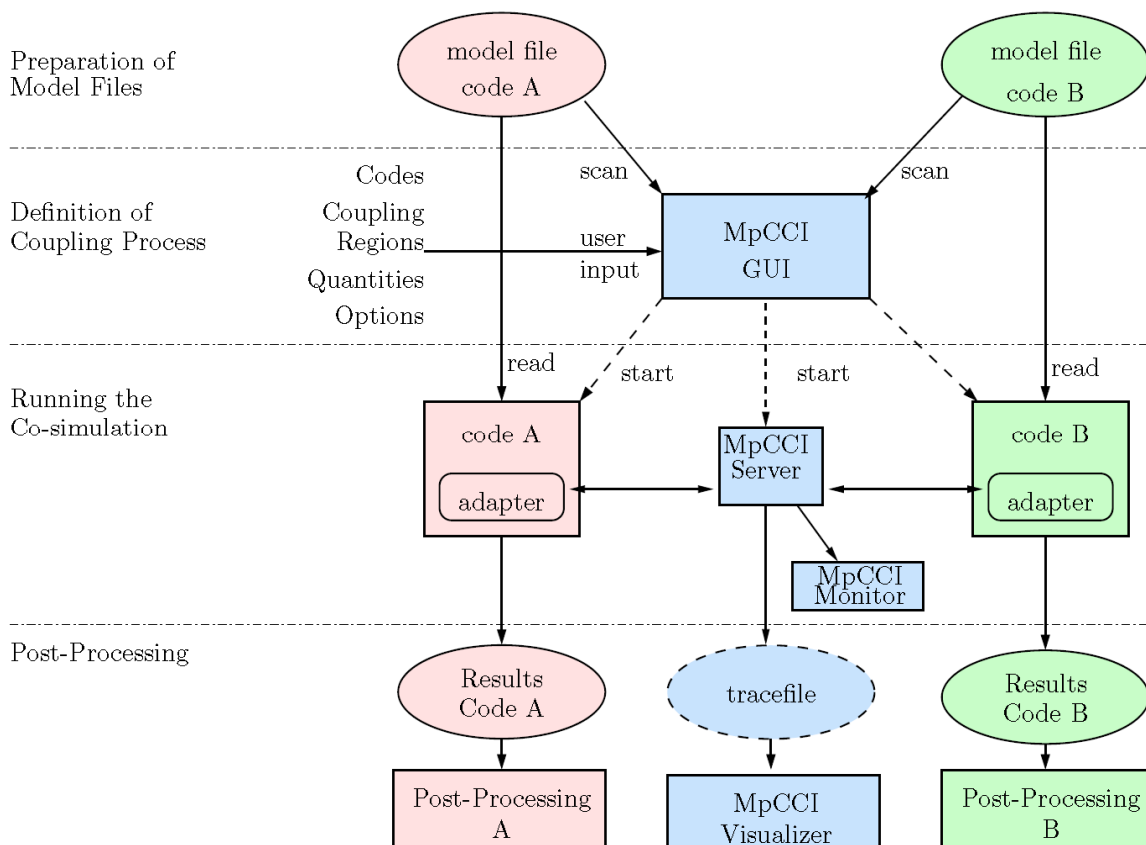 model file
code A
model file
code B
Preparation of
Model Files
scan
scan
Codes
Coupling
Regions
Quantities
Options
Definition of
Coupling Process
user
input
MpCCI
GUI
read
start
start
read
Running the
Co-simulation
code A
adapter
MpCCI
Server
code B
adapter
MpCCI
Monitor
Post-Processing
Results
Code A
tracefile
Results
Code B
Post-Processing
A
MpCCI
Visualizer
Post-Processing
B